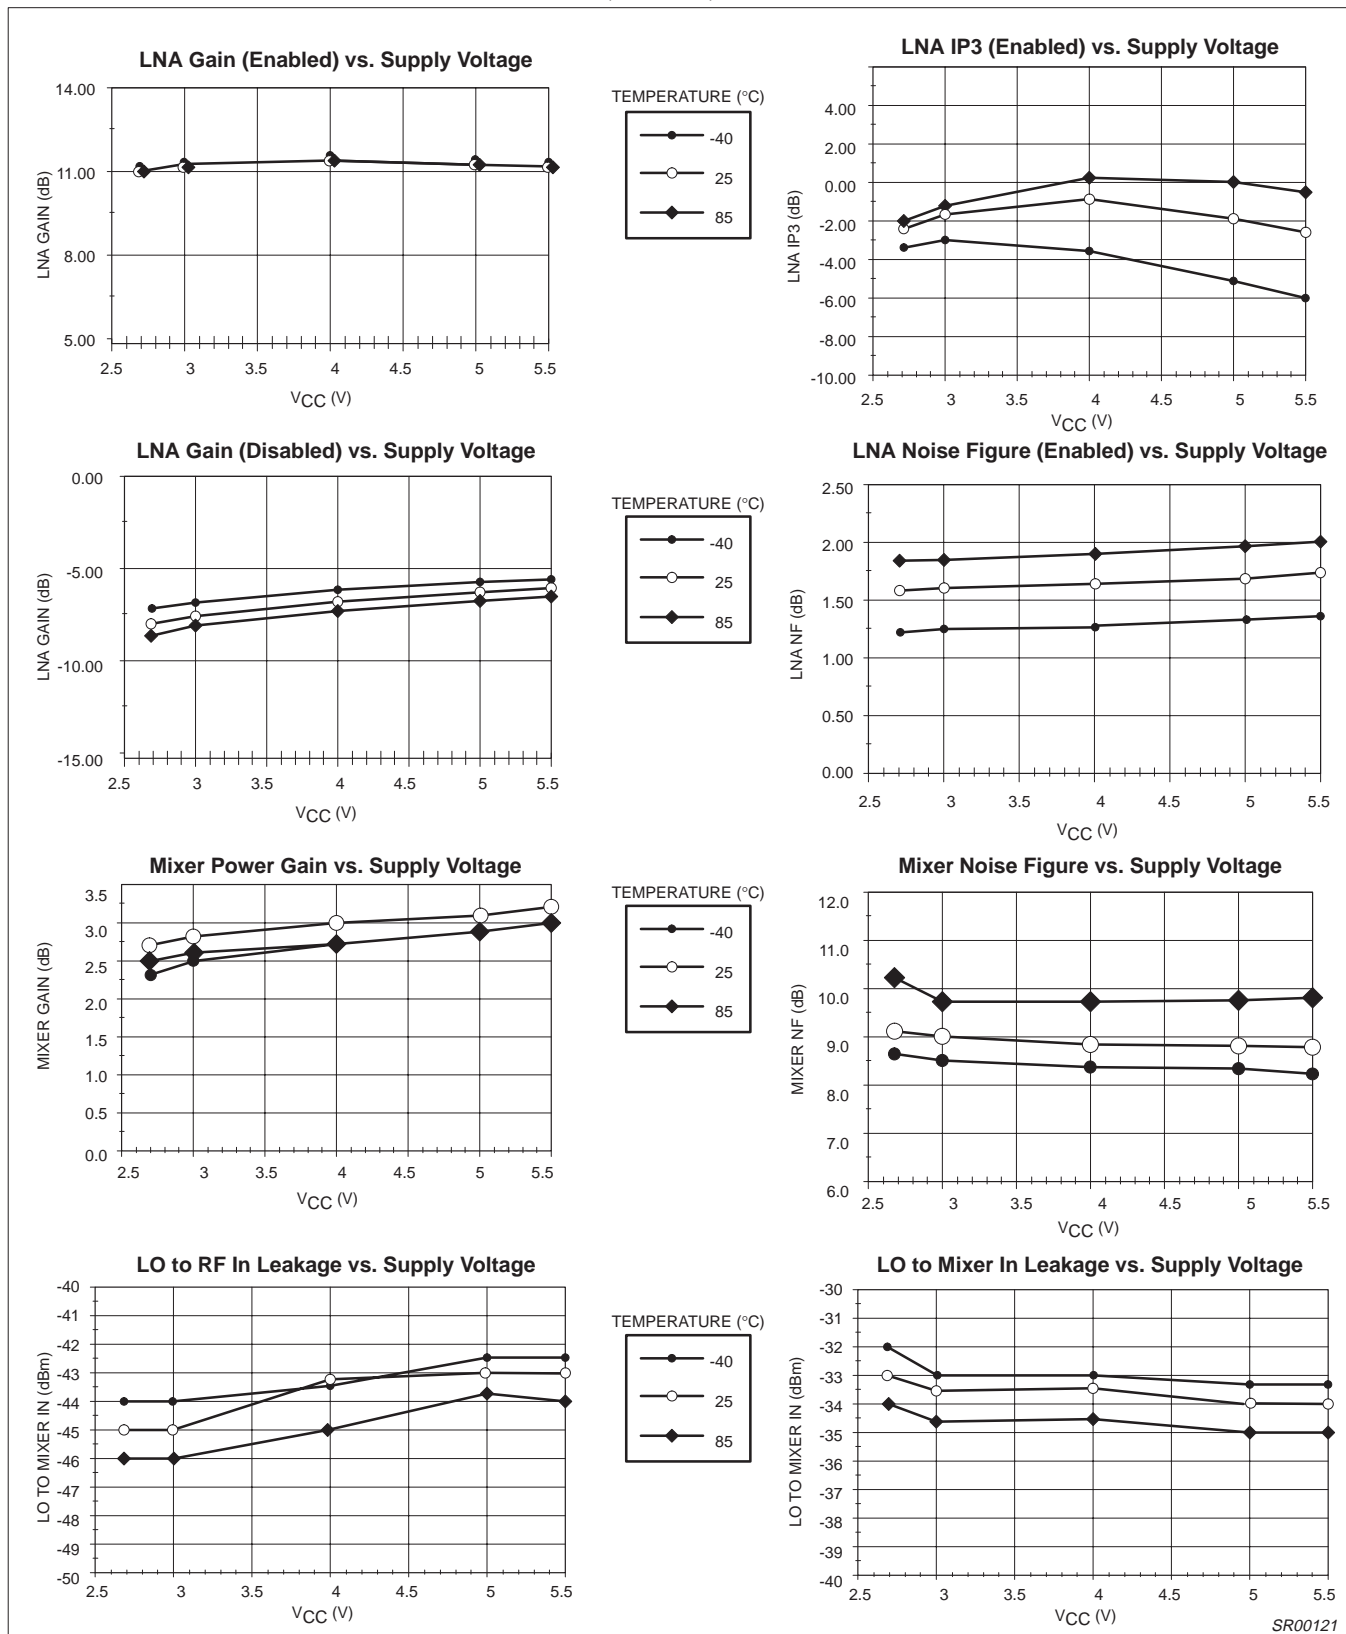 LNA Gain (Enabled) vs. Supply Voltage
14.00
11.00
8.00
5.00
LNA GAIN (dB)
2.5 3 3.5 4 4.5 5 5.5
VCC (V)
TEMPERATURE (°C)
-40
25
85
LNA IP3 (Enabled) vs. Supply Voltage
4.00
2.00
0.00
-2.00
-4.00
-6.00
-8.00
-10.00
LNA IP3 (dB)
2.5 3 3.5 4 4.5 5 5.5
VCC (V)
LNA Gain (Disabled) vs. Supply Voltage
0.00
-5.00
-10.00
-15.00
LNA GAIN (dB)
2.5 3 3.5 4 4.5 5 5.5
VCC (V)
TEMPERATURE (°C)
-40
25
85
LNA Noise Figure (Enabled) vs. Supply Voltage
2.50
2.00
1.50
1.00
0.50
0.00
LNA NF (dB)
2.5 3 3.5 4 4.5 5 5.5
VCC (V)
Mixer Power Gain vs. Supply Voltage
3.5
3.0
2.5
2.0
1.5
1.0
0.5
0.0
MIXER GAIN (dB)
2.5 3 3.5 4 4.5 5 5.5
VCC (V)
TEMPERATURE (°C)
-40
25
85
Mixer Noise Figure vs. Supply Voltage
12.0
11.0
10.0
9.0
8.0
7.0
6.0
MIXER NF (dB)
2.5 3 3.5 4 4.5 5 5.5
VCC (V)
LO to RF In Leakage vs. Supply Voltage
-40
-41
-42
-43
-44
-45
-46
-47
-48
-49
-50
LO TO MIXER IN (dBm)
2.5 3 3.5 4 4.5 5 5.5
VCC (V)
TEMPERATURE (°C)
-40
25
85
LO to Mixer In Leakage vs. Supply Voltage
-30
-31
-32
-33
-34
-35
-36
-37
-38
-39
-40
LO TO MIXER IN (dBm)
2.5 3 3.5 4 4.5 5 5.5
VCC (V)
SR00121